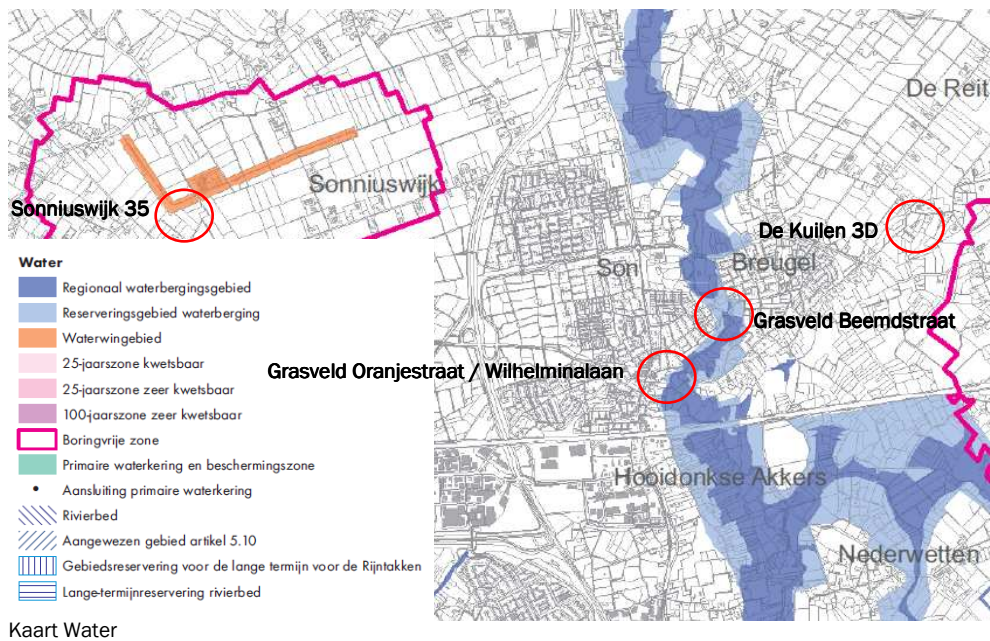 De Reit
Sonniuswijk
Sonniuswijk 35
De Kuilen 3D
Son
Breugel
Grasveld Beemdstraat
Grasveld Oranjestraat / Wilhelminalaan
Hooidonkse Akkers
Nederwetten
Water
Regionaal waterbergingsgebied
Reserveringsgebied waterberging
Waterwingebied
25-jaarszone kwetsbaar
25-jaarszone zeer kwetsbaar
100-jaarszone zeer kwetsbaar
Boringvrije zone
Primaire waterkering en beschermingszone
Aansluiting primaire waterkering
Rivierbed
Aangewezen gebied artikel 5.10
Gebiedsreservering voor de lange termijn voor de Rijntakken
Lange-termijnreservering rivierbed
Kaart Water